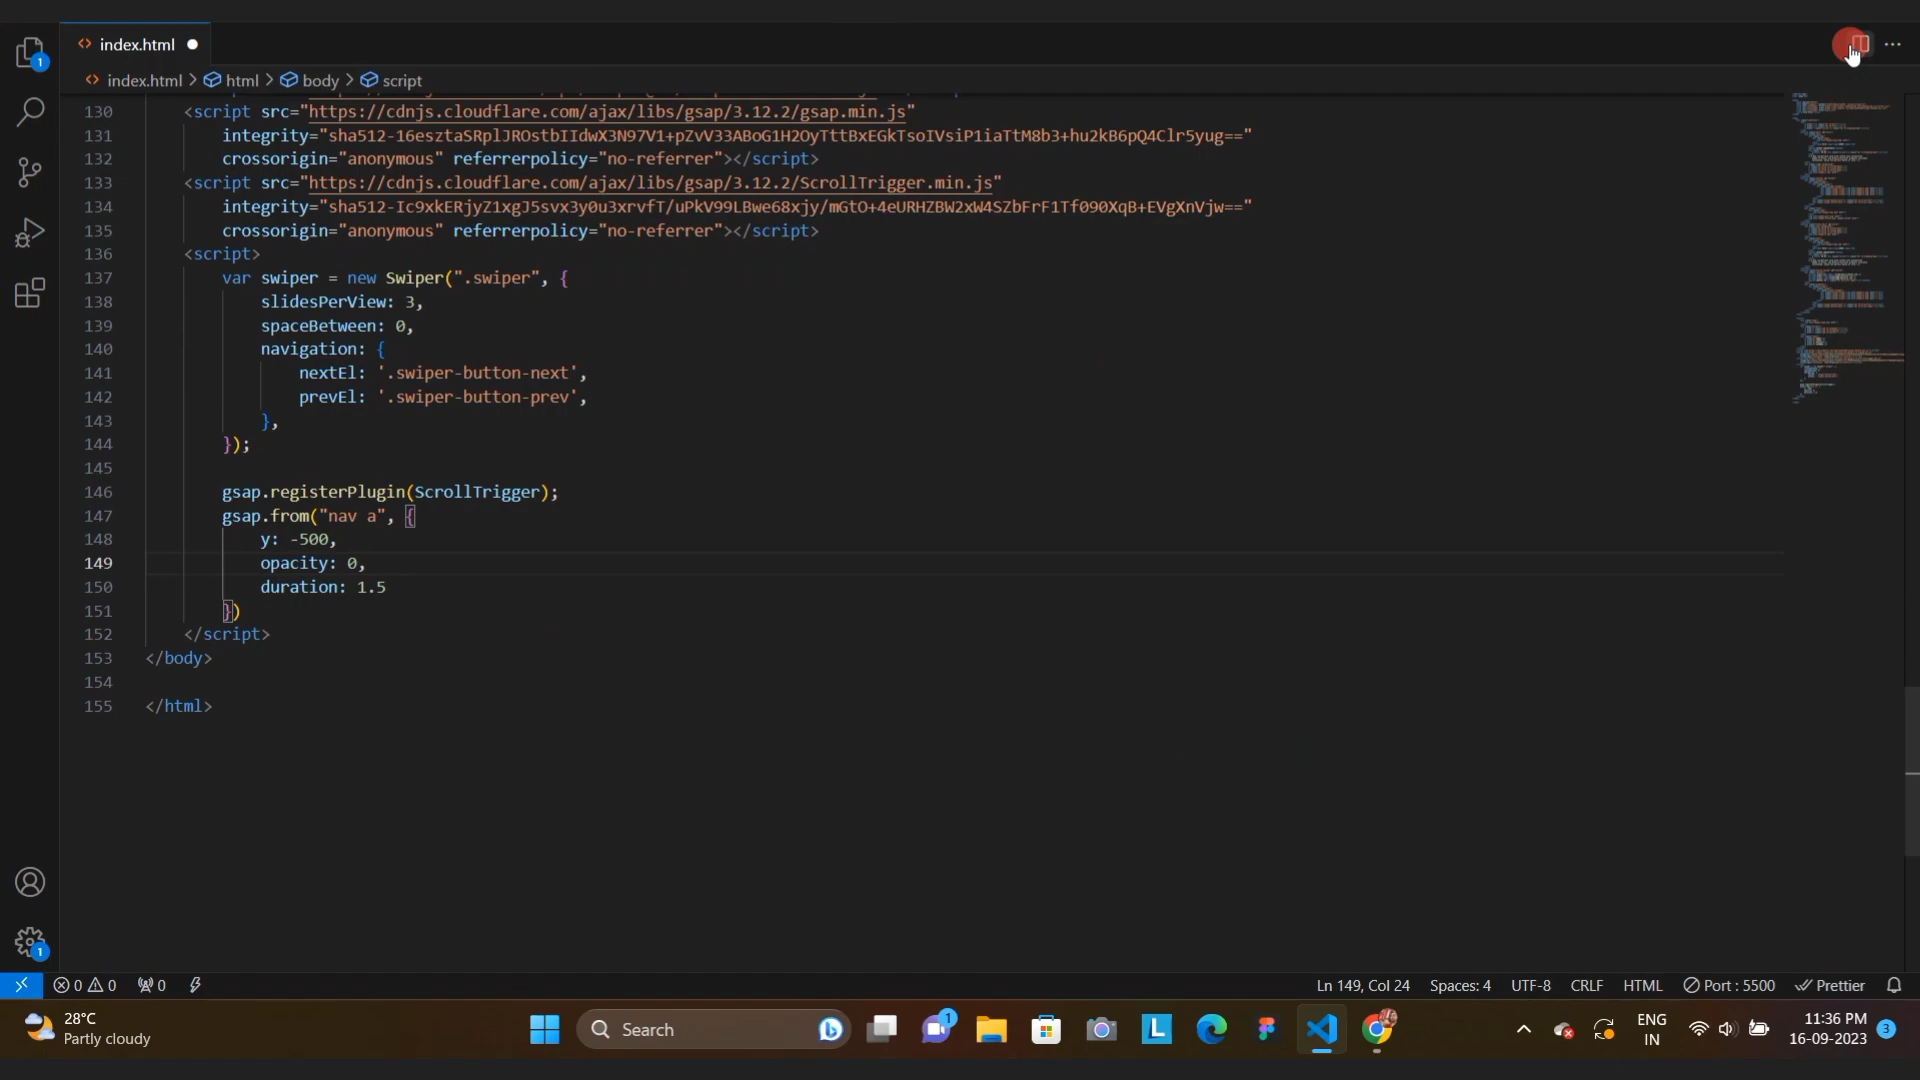 1
index.html
index.html > html > body > script
130 <script src="https://cdnjs.cloudflare.com/ajax/libs/gsap/3.12.2/gsap.min.js"
131 integrity="sha512-16esztaSRplJROstbIIdwX3N97V1+pZvV33ABoG1H2OyTttBxEGkTsoIVsiP1iaTtM8b3+hu2kB6pQ4Clr5yug=="
132 crossorigin="anonymous" referrerpolicy="no-referrer"></script>
133 <script src="https://cdnjs.cloudflare.com/ajax/libs/gsap/3.12.2/ScrollTrigger.min.js"
134 integrity="sha512-Ic9xkERjyZ1xgJ5svx3y0u3xrvfT/uPkV99LBwe68xjy/mGtO+4eURHZBW2xW4SZbFrF1Tf090XqB+EVgXnVjw=="
135 crossorigin="anonymous" referrerpolicy="no-referrer"></script>
136 <script>
137 var swiper = new Swiper(".swiper", {
138 slidesPerView: 3,
139 spaceBetween: 0,
140 navigation: {
141 nextEl: '.swiper-button-next',
142 prevEl: '.swiper-button-prev',
143 },
144 });
145
146 gsap.registerPlugin(ScrollTrigger);
147 gsap.from("nav a", {
148 y: -500,
149 opacity: 0,
150 duration: 1.5
151 })
152 </script>
153 </body>
154
155 </html>
1
0 0 0 Ln 149, Col 24 Spaces: 4 UTF-8 CRLF HTML Port : 5500 Prettier
28°C
Partly cloudy
Search
1
L
ENG
IN
11:36 PM
16-09-2023
3